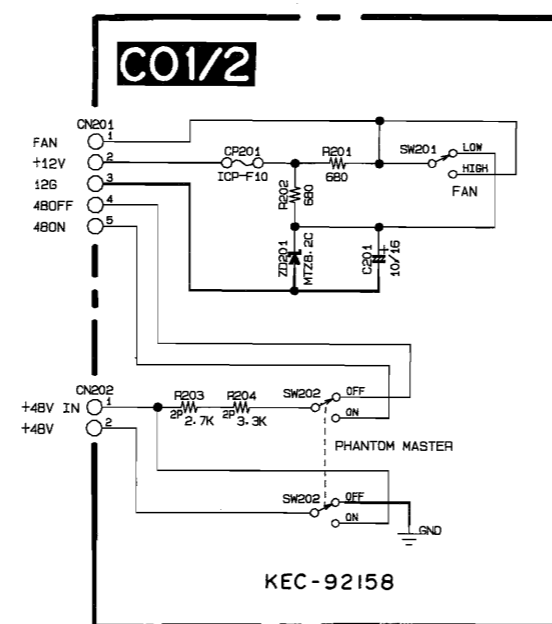 CO1/2
CN201
FAN 1
+12V 2
12G 3
48OFF 4
48ON 5
CP201
ICP-F10
R201
680
R202
680
SW201
LOW
HIGH
FAN
ZD201
MTZ8.2C
C201
+
10/16
CN202
+48V IN 1
+48V 2
R203
2P 2.7K
R204
2P 3.3K
SW202
OFF
ON
PHANTOM MASTER
SW202
OFF
ON
GND
KEC-92158